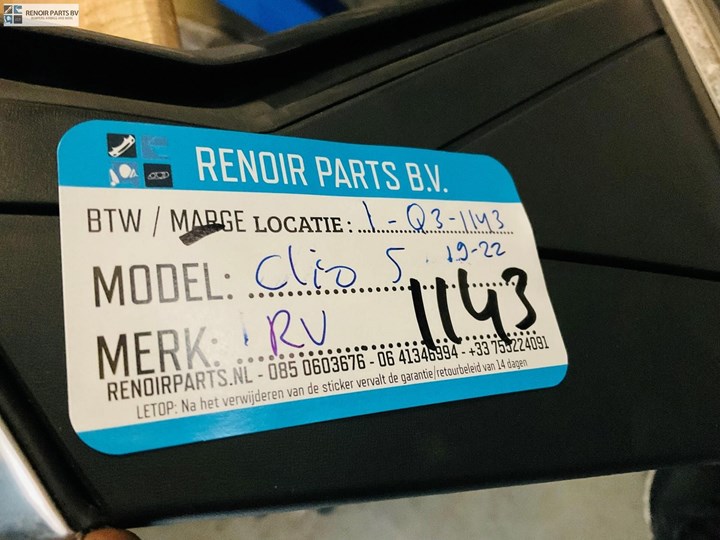 RENOIR PARTS BV
RENOIR PARTS B.V.
BTW / MARGE LOCATIE: 1-Q3-1143
MODEL: Clio 5 19-22
MERK: RV 1143
RENOIRPARTS.NL - 085 0603676 - 06 41346994 - +33 753224091
LETOP: Na het verwijderen van de sticker vervalt de garantie/retourbeleid van 14 dagen